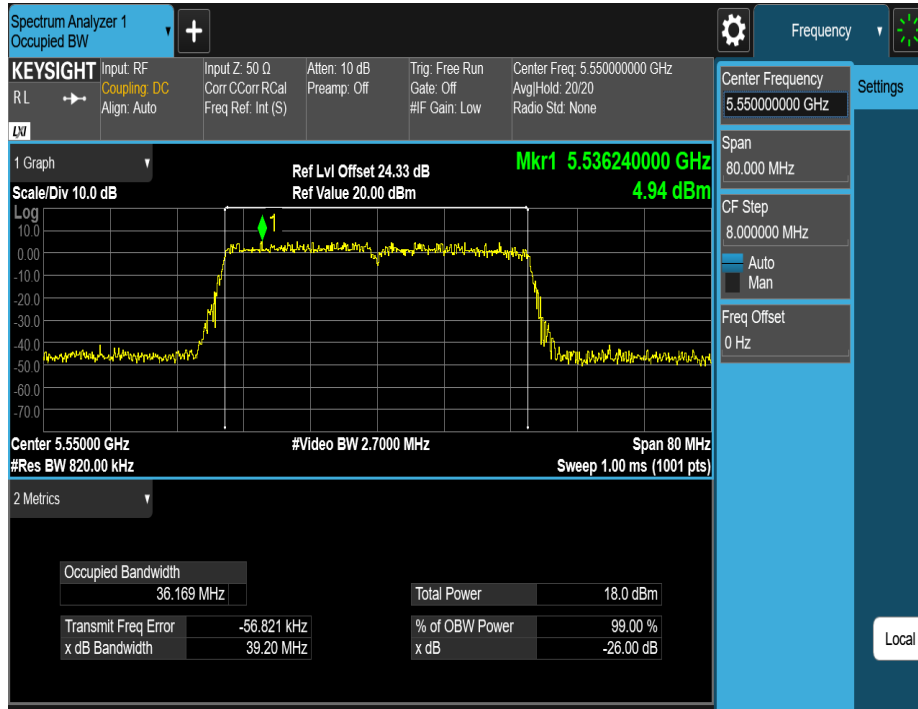 Spectrum Analyzer 1
Occupied BW
Frequency
KEYSIGHT
R L
LXI
Input: RF
Coupling: DC
Align: Auto
Input Z: 50 Ω
Corr CCorr RCal
Freq Ref: Int (S)
Atten: 10 dB
Preamp: Off
Trig: Free Run
Gate: Off
#IF Gain: Low
Center Freq: 5.550000000 GHz
Avg|Hold: 20/20
Radio Std: None
Center Frequency
5.550000000 GHz
Settings
Span
80.000 MHz
CF Step
8.000000 MHz
Auto
Man
Freq Offset
0 Hz
Local
1 Graph
Scale/Div 10.0 dB
Ref Lvl Offset 24.33 dB
Ref Value 20.00 dBm
Mkr1 5.536240000 GHz
4.94 dBm
Log
10.0
0.00
-10.0
-20.0
-30.0
-40.0
-50.0
-60.0
-70.0
1
Center 5.55000 GHz
#Video BW 2.7000 MHz
Span 80 MHz
#Res BW 820.00 kHz
Sweep 1.00 ms (1001 pts)
2 Metrics
Occupied Bandwidth
36.169 MHz
Total Power 18.0 dBm
Transmit Freq Error -56.821 kHz
% of OBW Power 99.00 %
x dB Bandwidth 39.20 MHz
x dB -26.00 dB